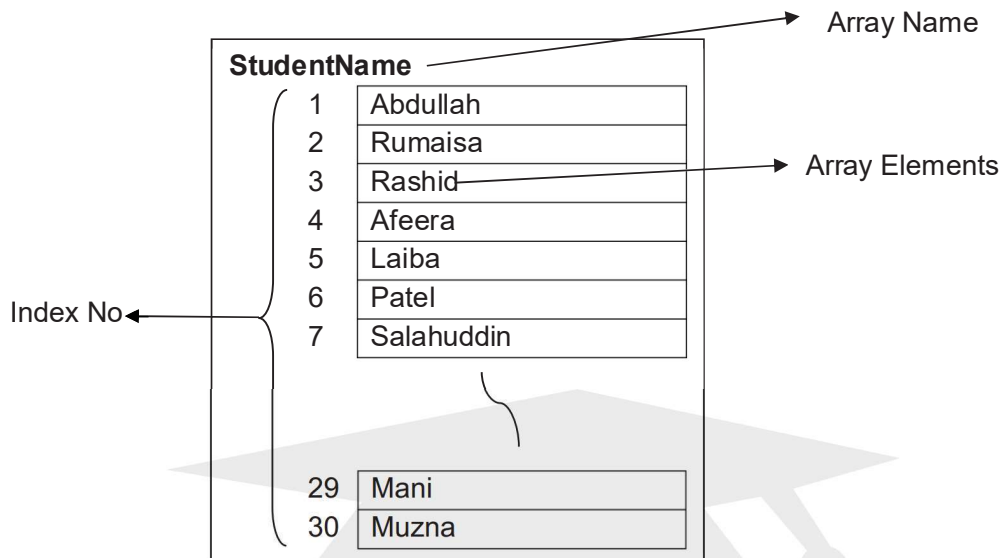 Array Name
StudentName
1 Abdullah
2 Rumaisa
3 Rashid
Array Elements
4 Afeera
5 Laiba
6 Patel
Index No
7 Salahuddin
29 Mani
30 Muzna